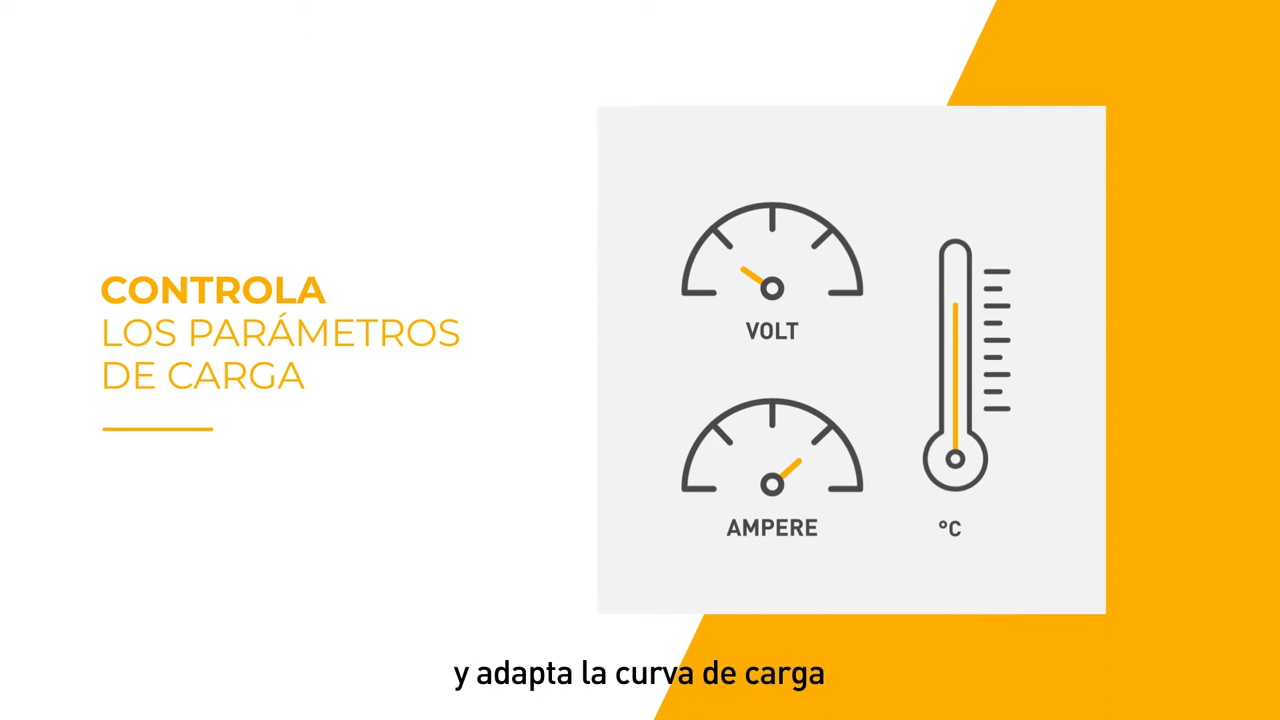 CONTROLA
LOS PARÁMETROS
DE CARGA
VOLT
AMPERE
°C
y adapta la curva de carga